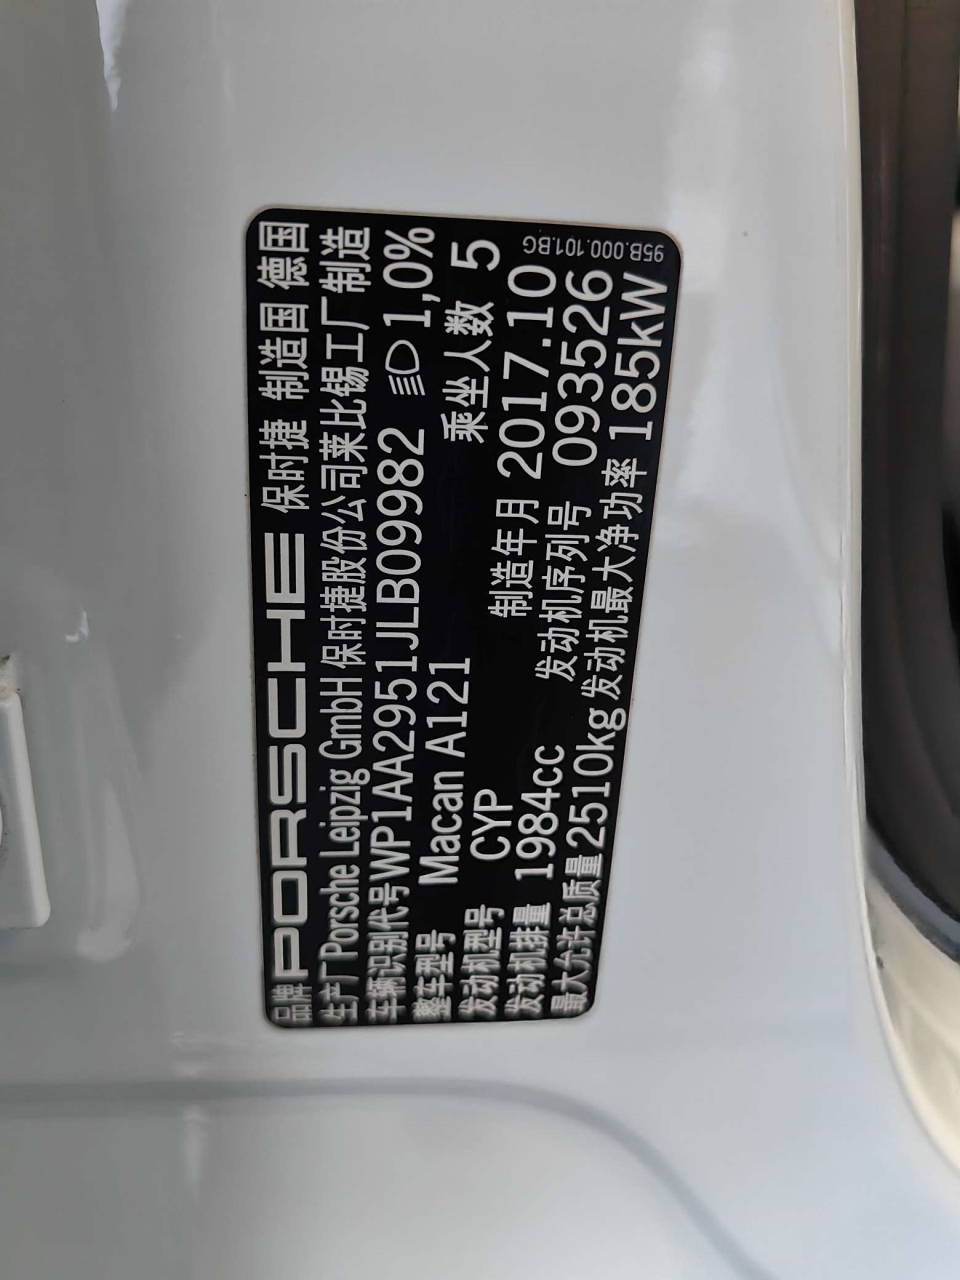 品牌 PORSCHE 保时捷 制造国 德国
生产厂 Porsche Leipzig GmbH 保时捷股份公司莱比锡工厂制造
车辆识别代号 WP1AA2951JLB09982 1,0%
整车型号 Macan A121 乘坐人数 5
发动机型号 CYP 制造年月 2017.10
发动机排量 1984cc 发动机序列号 093526
最大允许总质量 2510kg 发动机最大净功率 185kW
95B.000.101.BG